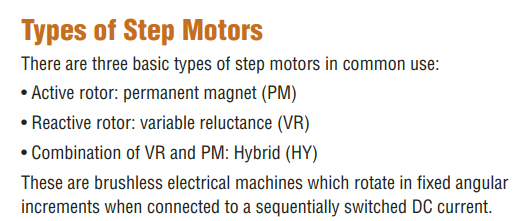 Types of Step Motors
There are three basic types of step motors in common use:
• Active rotor: permanent magnet (PM)
• Reactive rotor: variable reluctance (VR)
• Combination of VR and PM: Hybrid (HY)
These are brushless electrical machines which rotate in fixed angular
increments when connected to a sequentially switched DC current.